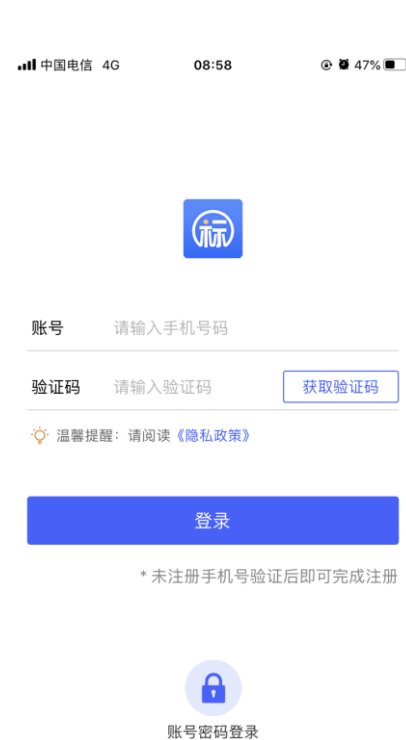 中国电信 4G 08:58 47%
标
账号 请输入手机号码
验证码 请输入验证码 获取验证码
温馨提醒：请阅读《隐私政策》
登录
* 未注册手机号验证后即可完成注册
账号密码登录